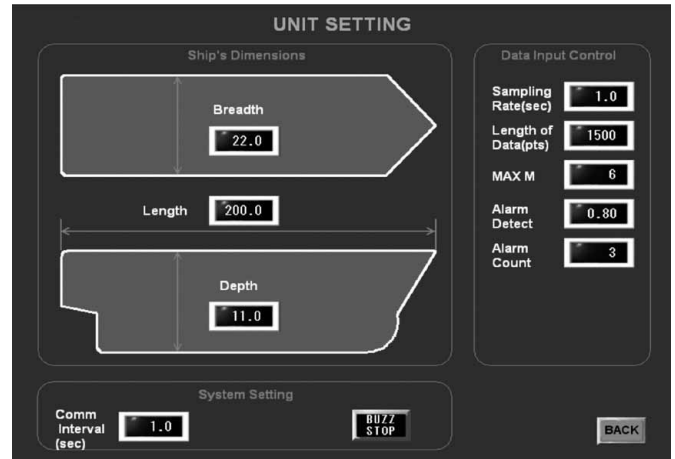 UNIT SETTING
Ship's Dimensions
Breadth
22.0
Length
200.0
Depth
11.0
Data Input Control
Sampling
Rate(sec)
1.0
Length of
Data(pts)
1500
MAX M
6
Alarm
Detect
0.80
Alarm
Count
3
System Setting
Comm
Interval
(sec)
1.0
BUZZ
STOP
BACK